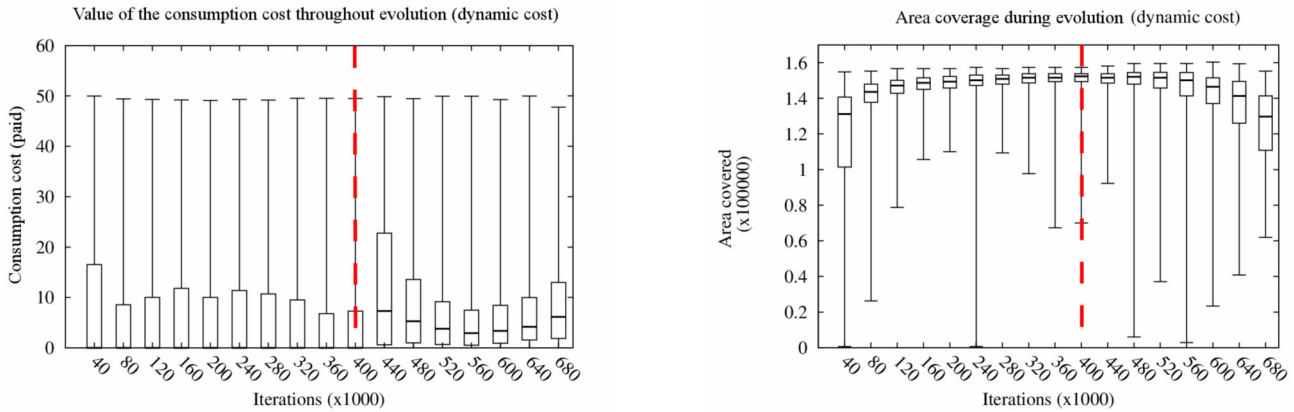 Value of the consumption cost throughout evolution (dynamic cost)
Consumption cost (paid)
60
50
40
30
20
10
0
40 80 120 160 200 240 280 320 360 400 440 480 520 560 600 640 680
Iterations (x1000)
Area coverage during evolution (dynamic cost)
Area covered
(x100000)
1.6
1.4
1.2
1
0.8
0.6
0.4
0.2
0
40 80 120 160 200 240 280 320 360 400 440 480 520 560 600 640 680
Iterations (x1000)